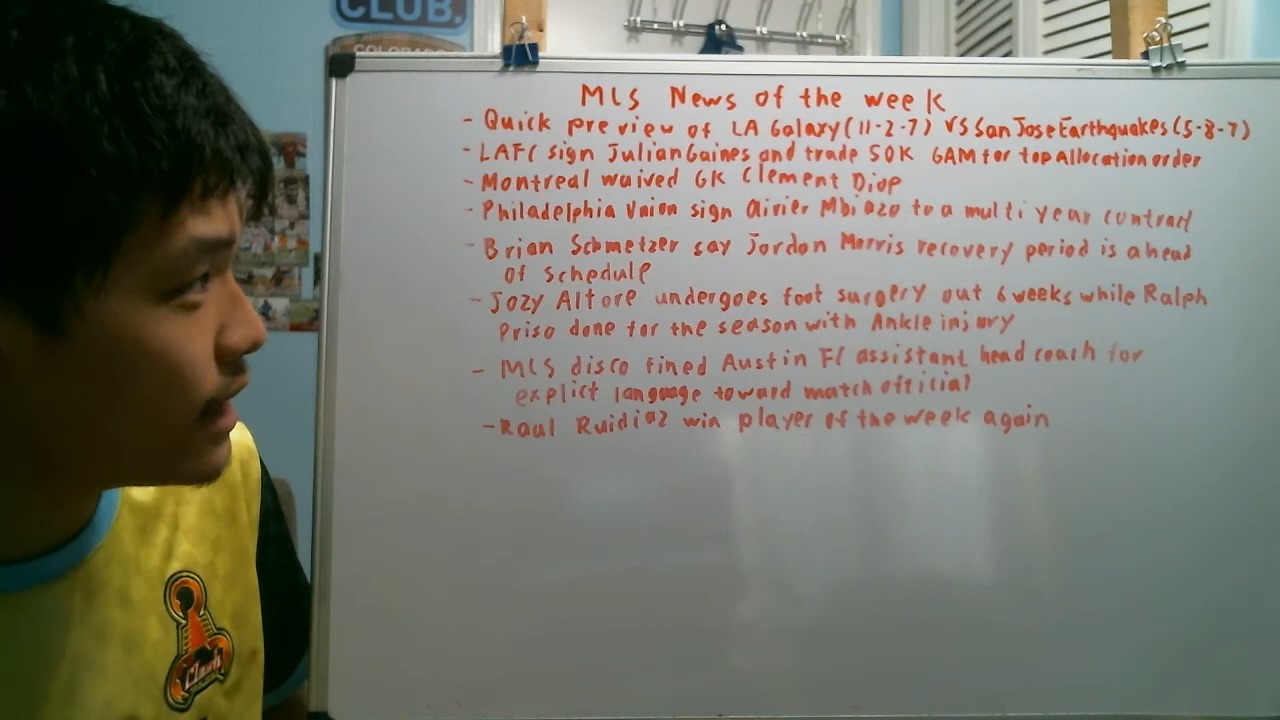 CLUB.
COLORADO
MLS News of the week
- Quick preview of LA Galaxy (11-2-7) vs San Jose Earthquakes (5-8-7)
- LAFC sign Julian Gaines and trade 50K GAM for top Allocation order
- Montreal waived GK Clement Diop
- Philadelphia Union sign Oivier Mbiazo to a multi year contract
- Brian Schmetzer say Jordon Morris recovery period is ahead
of schedule
- Jozy Altore undergoes foot surgery out 6 weeks while Ralph
Priso done for the season with Ankle injury
- MLS disco fined Austin FC assistant head coach for
explict language toward match official
- Raul Ruidiaz win player of the week again
Clash